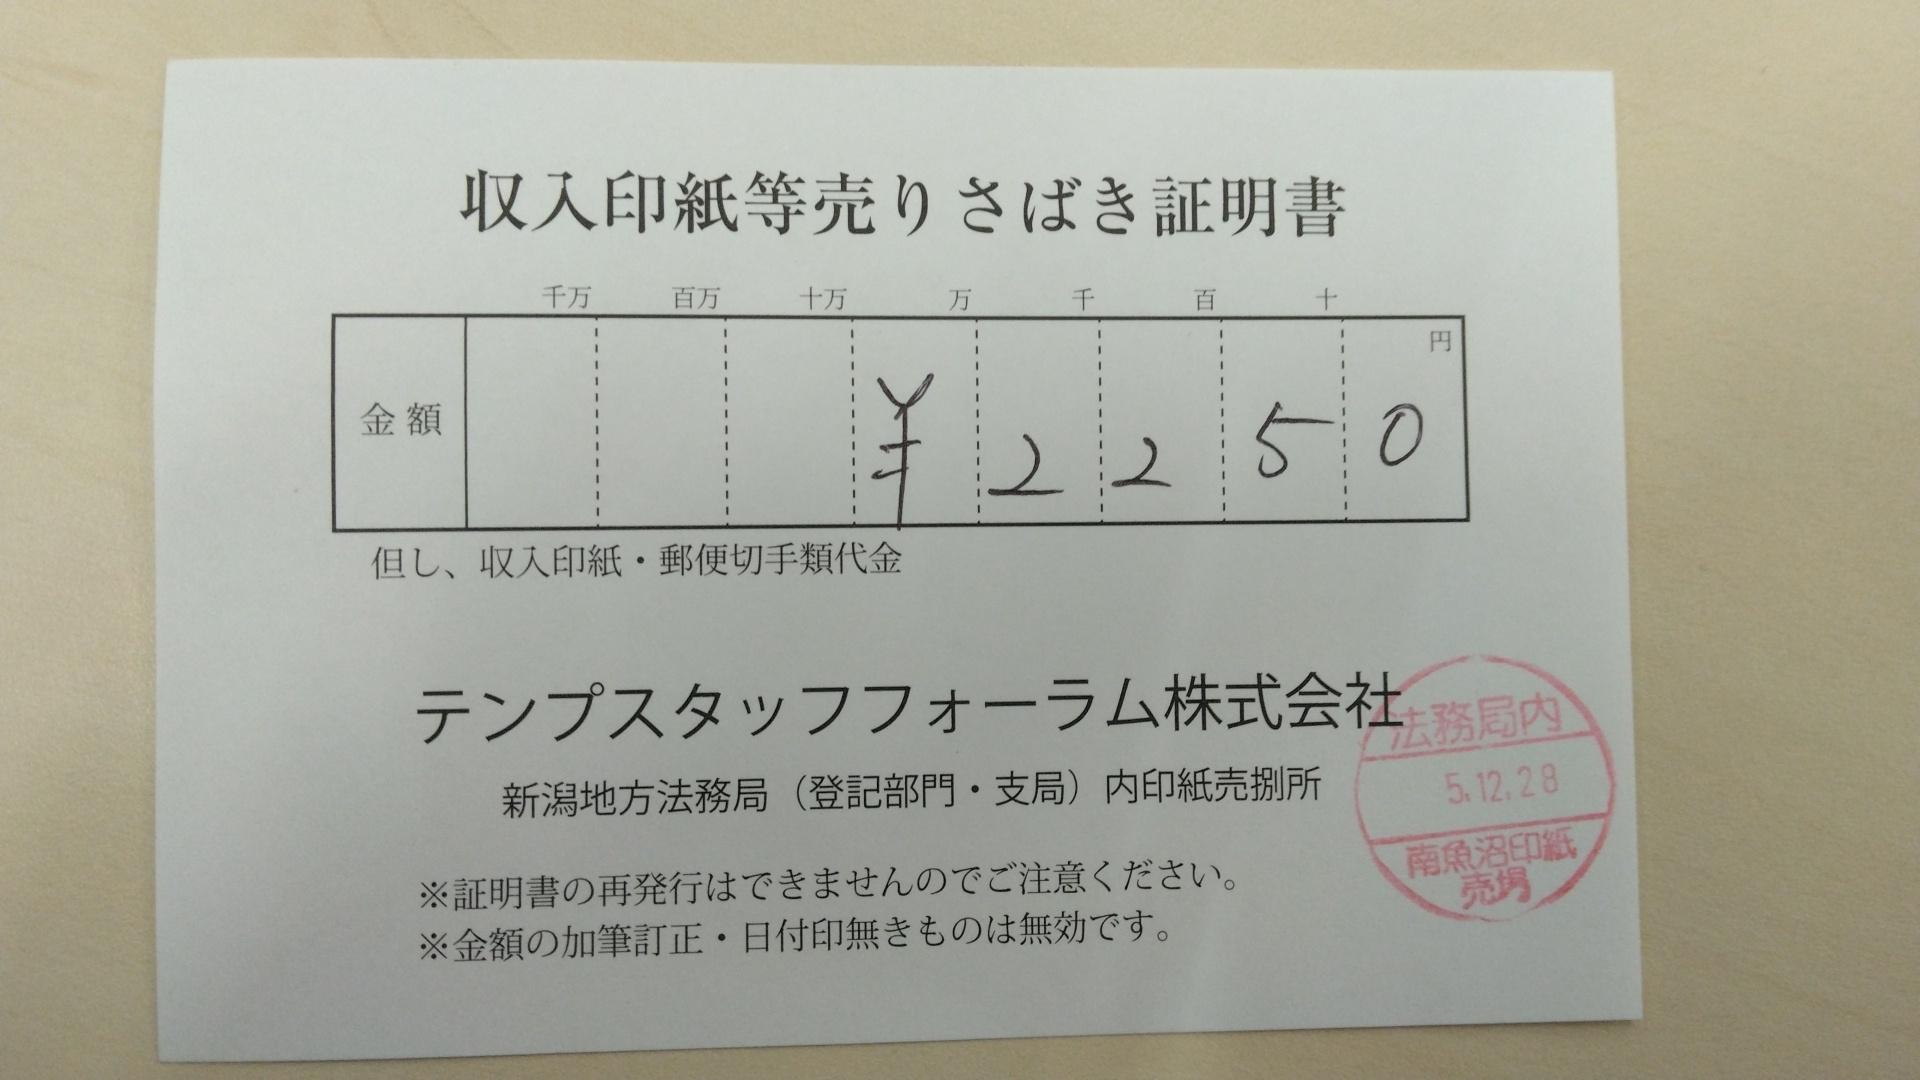 収入印紙等売りさばき証明書
千万 百万 十万 万 千 百 十 円
金額 ¥2250
但し、収入印紙・郵便切手類代金
テンプスタッフフォーラム株式会社
新潟地方法務局（登記部門・支局）内印紙売捌所
法務局内
5.12.28
南魚沼印紙
売場
※証明書の再発行はできませんのでご注意ください。
※金額の加筆訂正・日付印無きものは無効です。